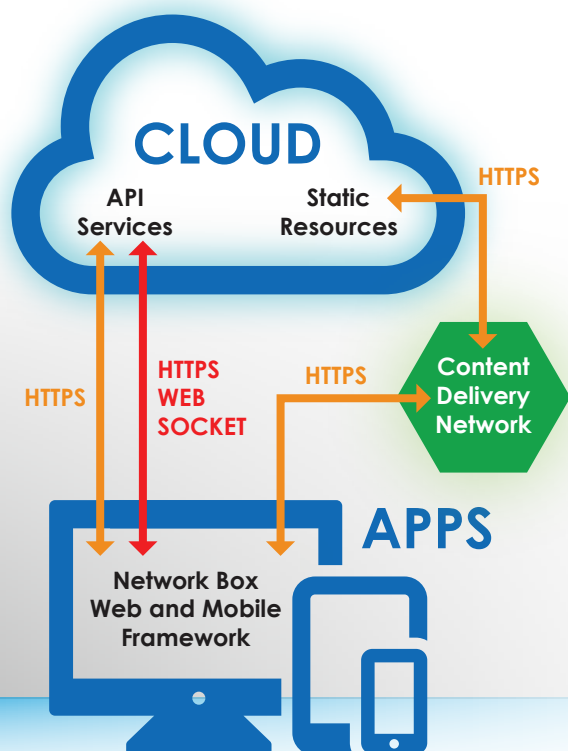 CLOUD
API
Services
Static
Resources
HTTPS
HTTPS
HTTPS
WEB
SOCKET
HTTPS
Content
Delivery
Network
APPS
Network Box
Web and Mobile
Framework